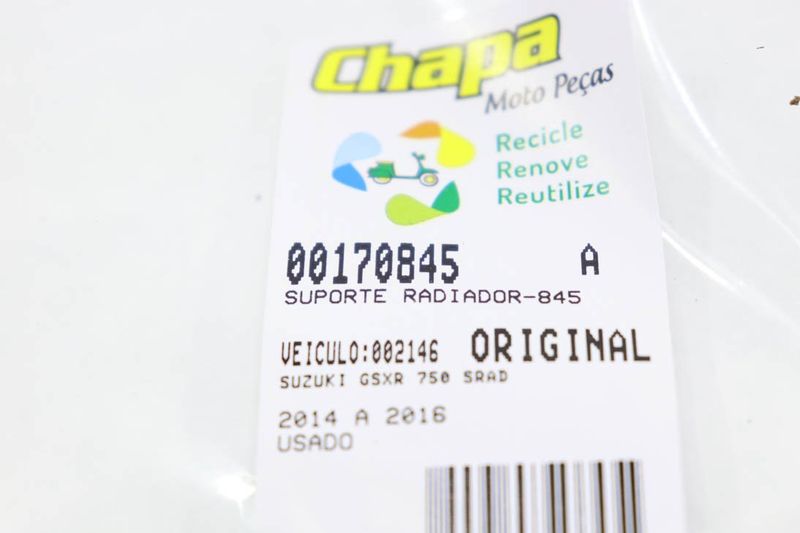 Chapa
Moto Peças
Recicle
Renove
Reutilize
00170845 A
SUPORTE RADIADOR-845
VEICULO:002146 ORIGINAL
SUZUKI GSXR 750 SRAD
2014 A 2016
USADO